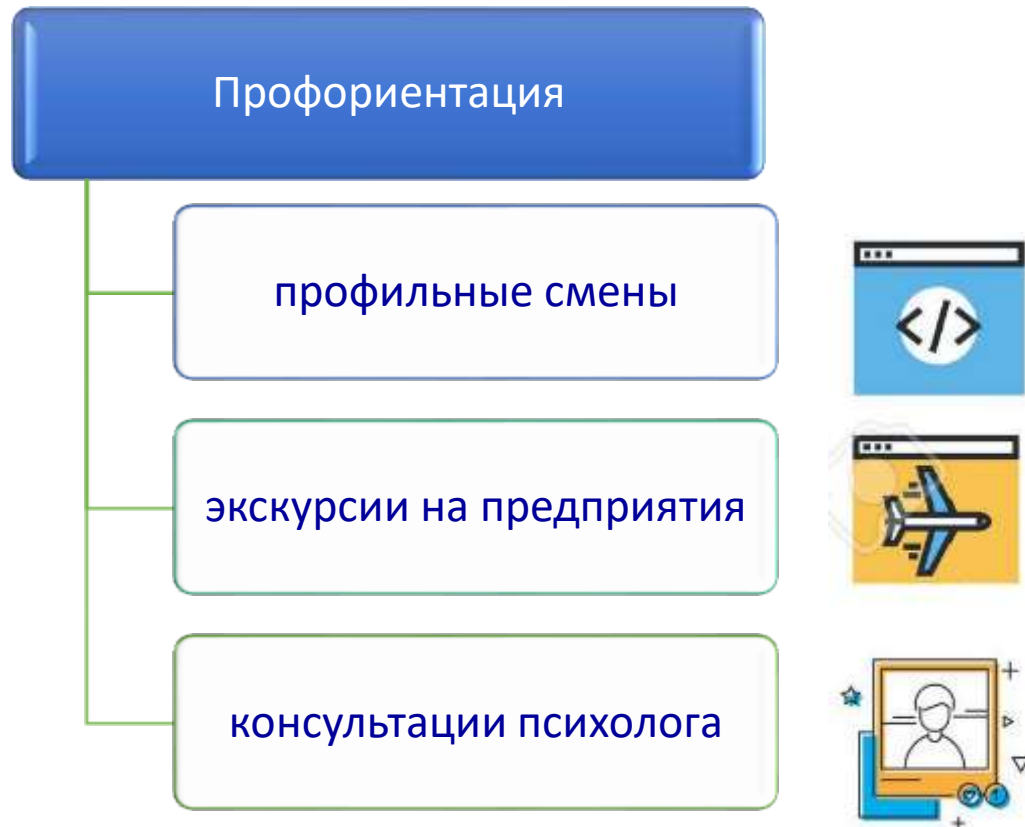 Профориентация
профильные смены
экскурсии на предприятия
консультации психолога